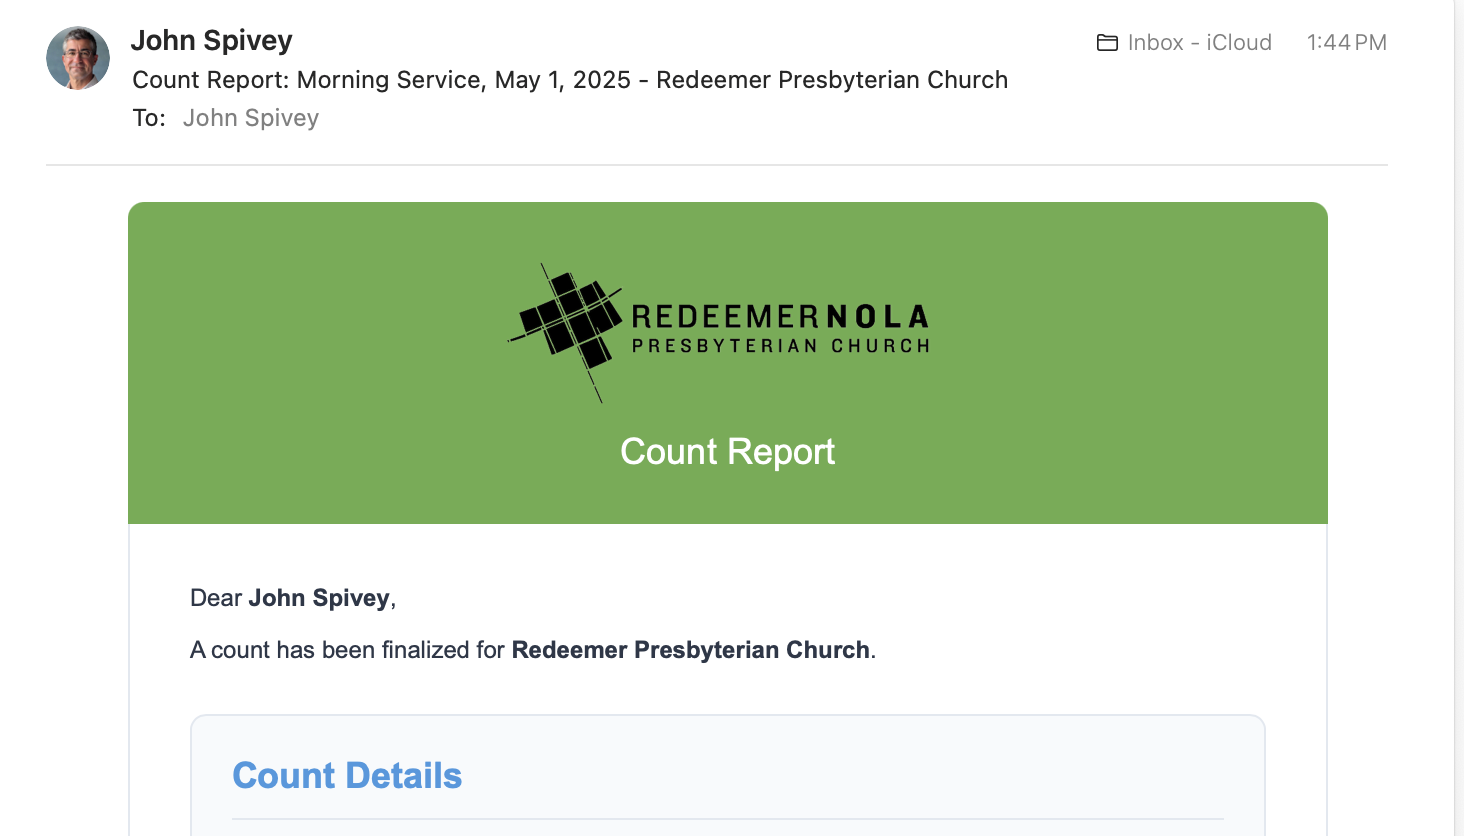 John Spivey
Inbox - iCloud
1:44 PM
Count Report: Morning Service, May 1, 2025 - Redeemer Presbyterian Church
To: John Spivey
REDEEMERNOLA
PRESBYTERIAN CHURCH
Count Report
Dear John Spivey,
A count has been finalized for Redeemer Presbyterian Church.
Count Details